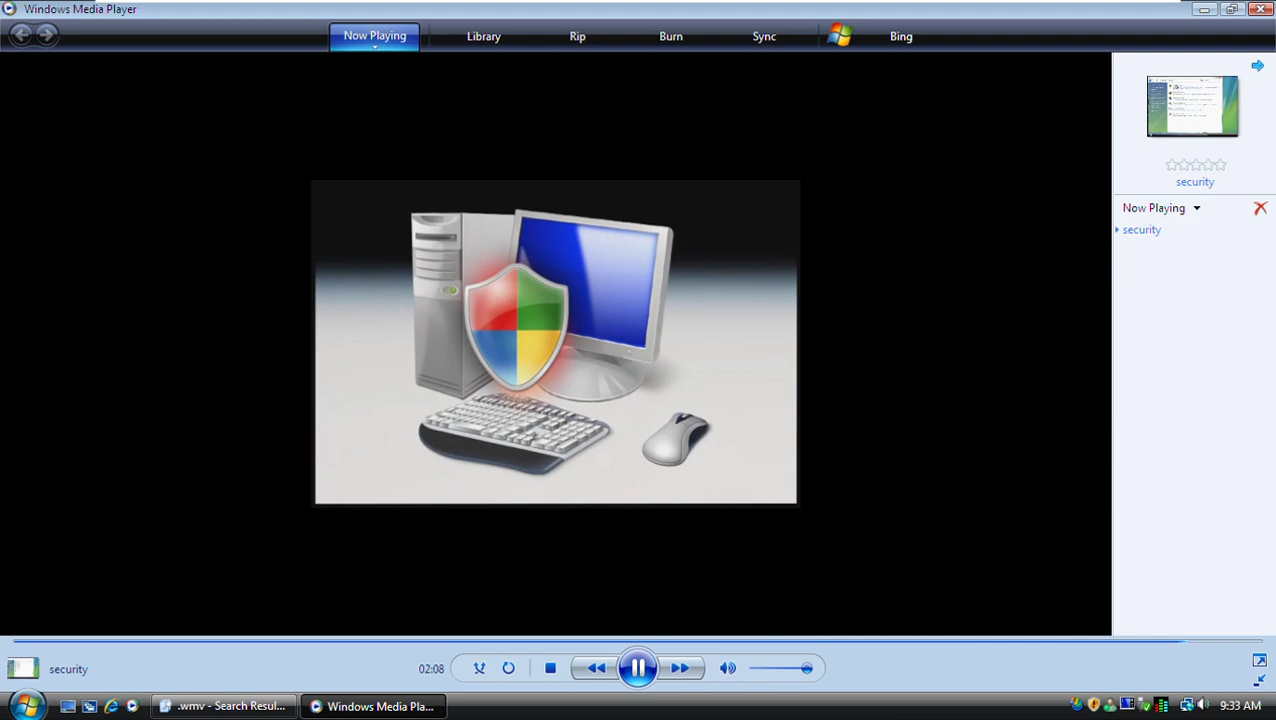 Windows Media Player
Now Playing
Library
Rip
Burn
Sync
Bing
security
Now Playing
security
security
02:08
.wmv - Search Resul...
Windows Media Pla...
9:33 AM